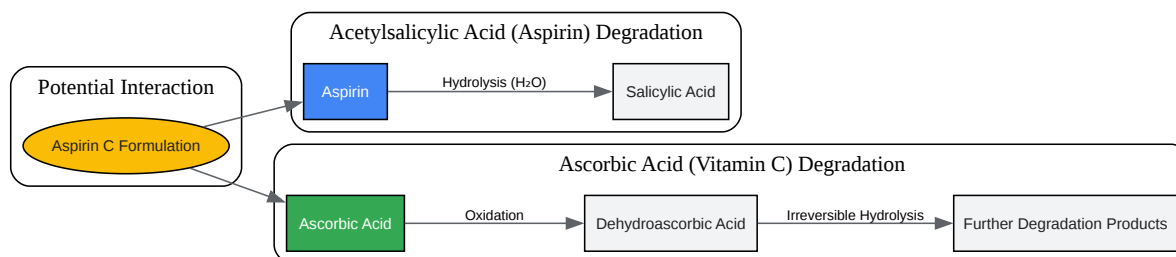 Acetylsalicylic Acid (Aspirin) Degradation
Potential Interaction
Aspirin
Hydrolysis (H₂O)
Salicylic Acid
Aspirin C Formulation
Ascorbic Acid (Vitamin C) Degradation
Ascorbic Acid
Oxidation
Dehydroascorbic Acid
Irreversible Hydrolysis
Further Degradation Products